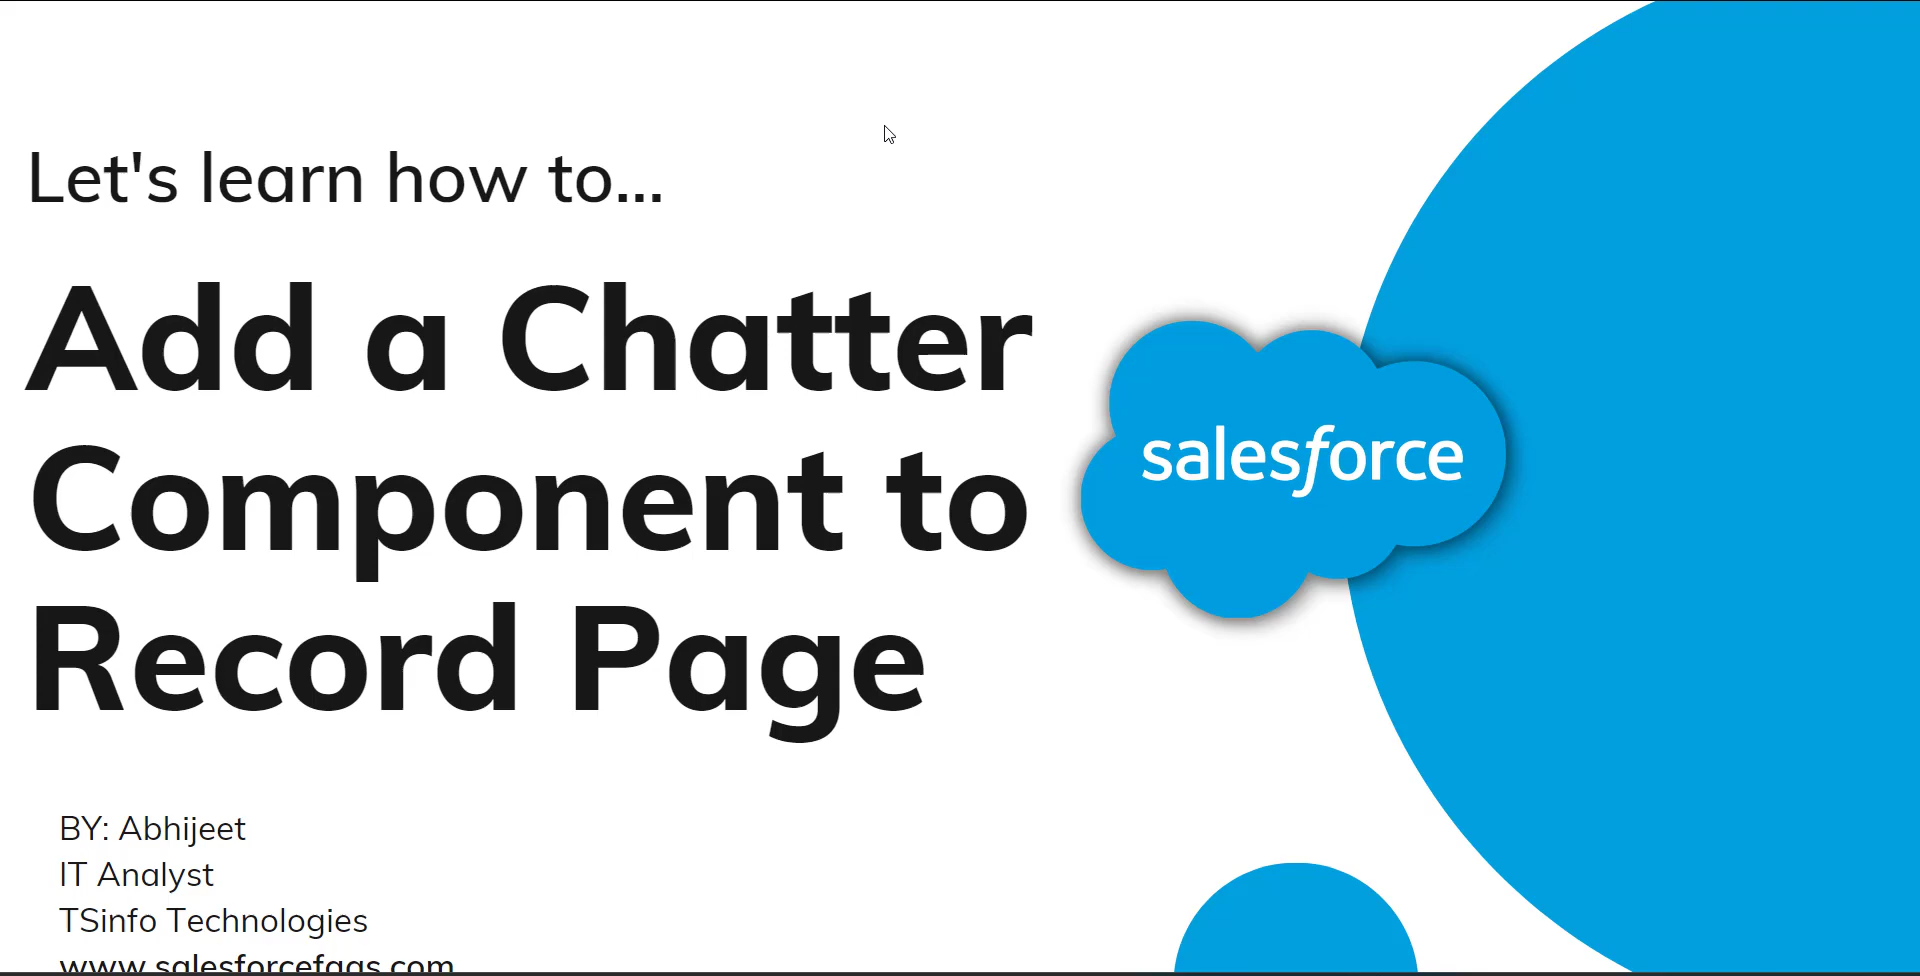 Let's learn how to...
Add a Chatter
Component to
Record Page
salesforce
BY: Abhijeet
IT Analyst
TSinfo Technologies
www.salesforcefaqs.com